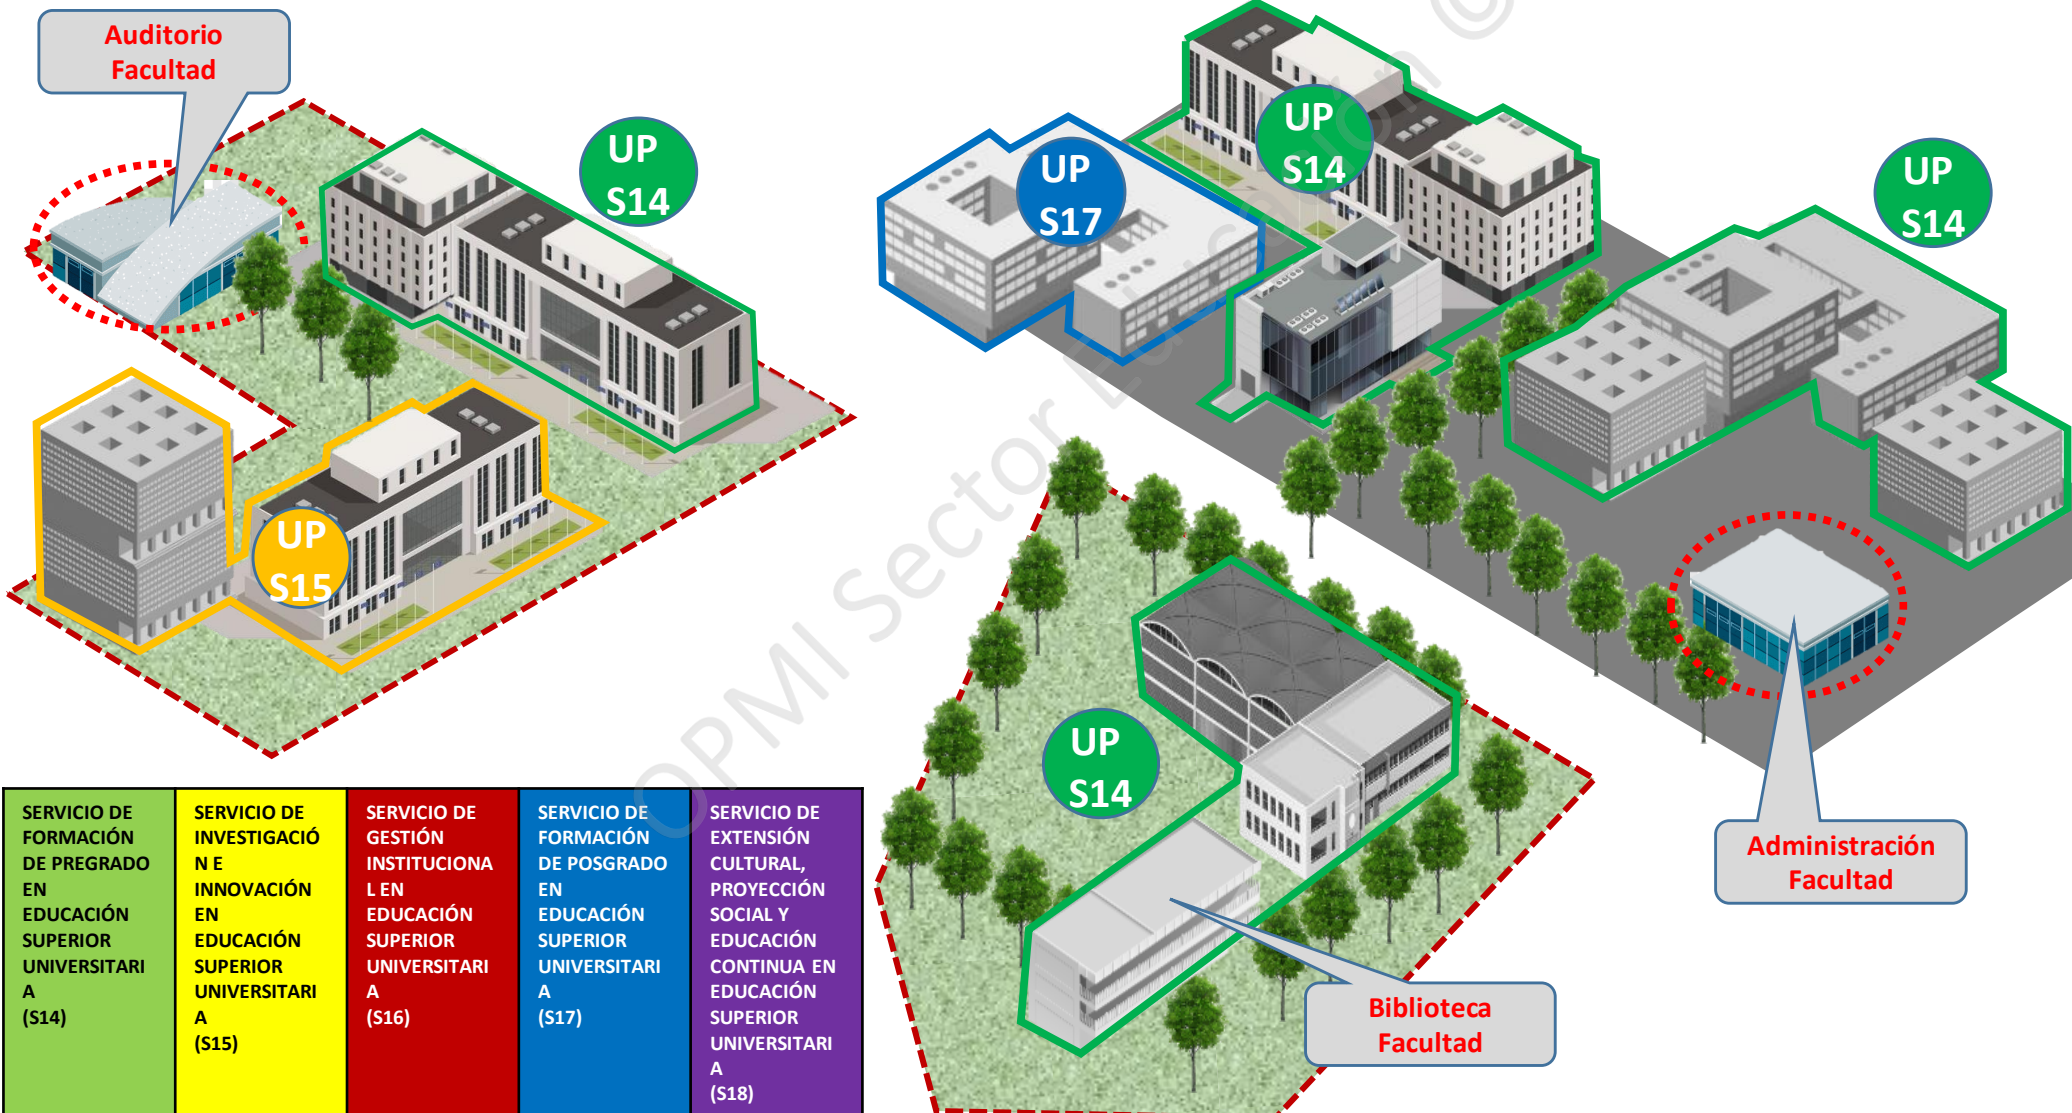 Auditorio
Facultad
UP
S14
UP
S17
UP
S14
UP
S14
UP
S15
UP
S14
Administración
Facultad
Biblioteca
Facultad
SERVICIO DE
FORMACIÓN
DE PREGRADO
EN
EDUCACIÓN
SUPERIOR
UNIVERSITARI
A
(S14)
SERVICIO DE
INVESTIGACIÓ
N E
INNOVACIÓN
EN
EDUCACIÓN
SUPERIOR
UNIVERSITARI
A
(S15)
SERVICIO DE
GESTIÓN
INSTITUCIONA
L EN
EDUCACIÓN
SUPERIOR
UNIVERSITARI
A
(S16)
SERVICIO DE
FORMACIÓN
DE POSGRADO
EN
EDUCACIÓN
SUPERIOR
UNIVERSITARI
A
(S17)
SERVICIO DE
EXTENSIÓN
CULTURAL,
PROYECCIÓN
SOCIAL Y
EDUCACIÓN
CONTINUA EN
EDUCACIÓN
SUPERIOR
UNIVERSITARI
A
(S18)
OPMI Sector Educación ©